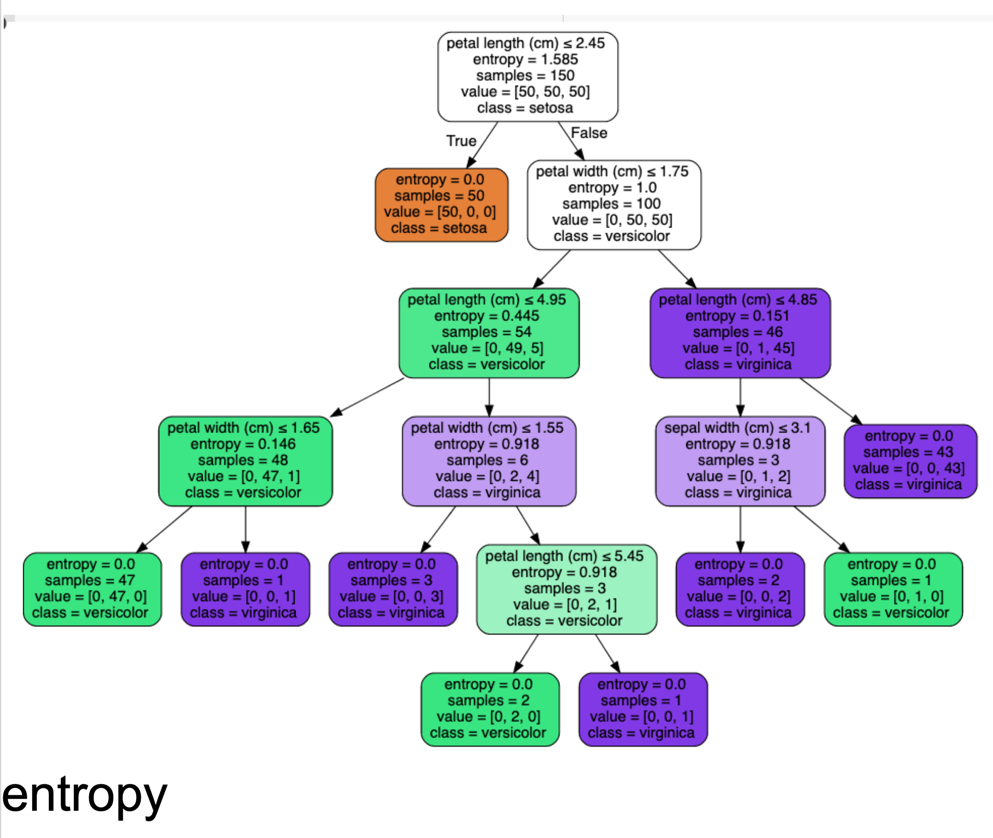 petal length (cm) ≤ 2.45
entropy = 1.585
samples = 150
value = [50, 50, 50]
class = setosa
True
False
entropy = 0.0
samples = 50
value = [50, 0, 0]
class = setosa
petal width (cm) ≤ 1.75
entropy = 1.0
samples = 100
value = [0, 50, 50]
class = versicolor
petal length (cm) ≤ 4.95
entropy = 0.445
samples = 54
value = [0, 49, 5]
class = versicolor
petal length (cm) ≤ 4.85
entropy = 0.151
samples = 46
value = [0, 1, 45]
class = virginica
petal width (cm) ≤ 1.65
entropy = 0.146
samples = 48
value = [0, 47, 1]
class = versicolor
petal width (cm) ≤ 1.55
entropy = 0.918
samples = 6
value = [0, 2, 4]
class = virginica
sepal width (cm) ≤ 3.1
entropy = 0.918
samples = 3
value = [0, 1, 2]
class = virginica
entropy = 0.0
samples = 43
value = [0, 0, 43]
class = virginica
entropy = 0.0
samples = 47
value = [0, 47, 0]
class = versicolor
entropy = 0.0
samples = 1
value = [0, 0, 1]
class = virginica
entropy = 0.0
samples = 3
value = [0, 0, 3]
class = virginica
petal length (cm) ≤ 5.45
entropy = 0.918
samples = 3
value = [0, 2, 1]
class = versicolor
entropy = 0.0
samples = 2
value = [0, 0, 2]
class = virginica
entropy = 0.0
samples = 1
value = [0, 1, 0]
class = versicolor
entropy = 0.0
samples = 2
value = [0, 2, 0]
class = versicolor
entropy = 0.0
samples = 1
value = [0, 0, 1]
class = virginica
entropy